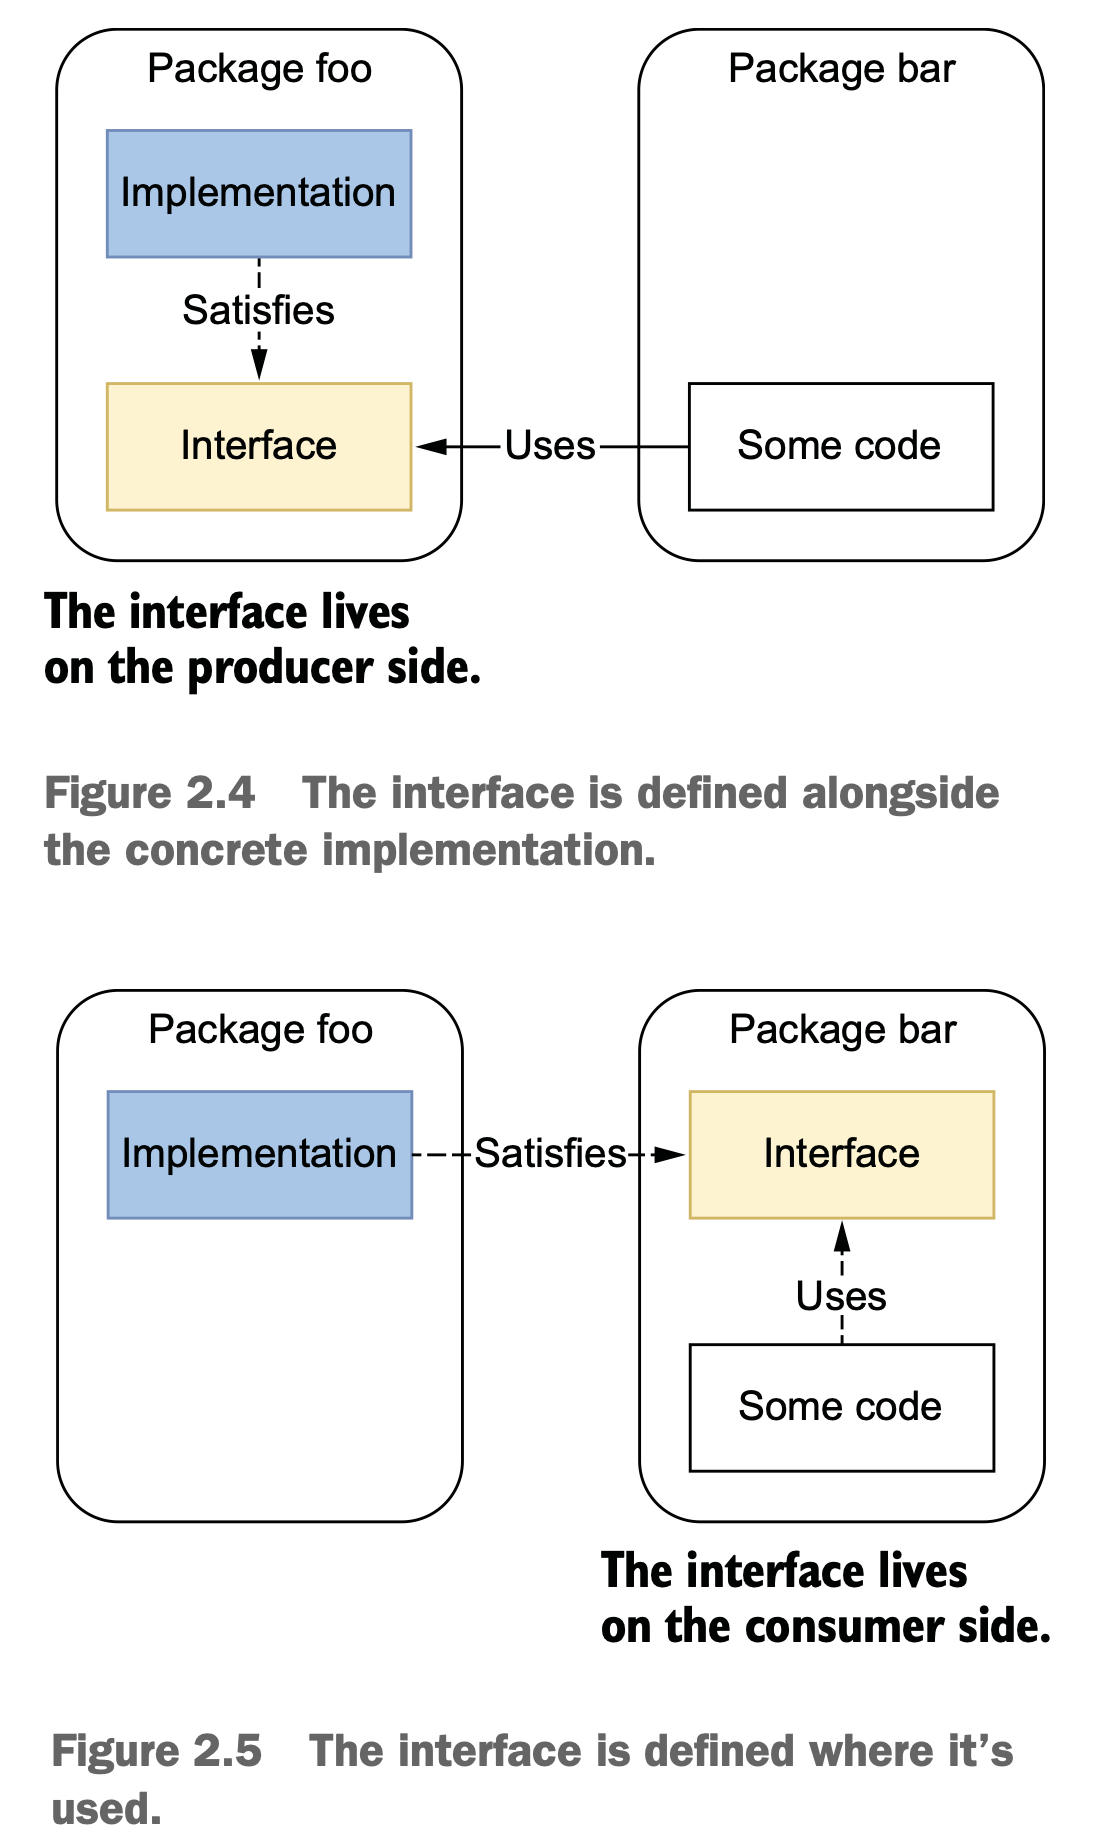 Package foo
Package bar
Implementation
Satisfies
Interface
Uses
Some code
The interface lives
on the producer side.
Figure 2.4 The interface is defined alongside
the concrete implementation.
Package foo
Package bar
Implementation
Satisfies
Interface
Uses
Some code
The interface lives
on the consumer side.
Figure 2.5 The interface is defined where it’s
used.